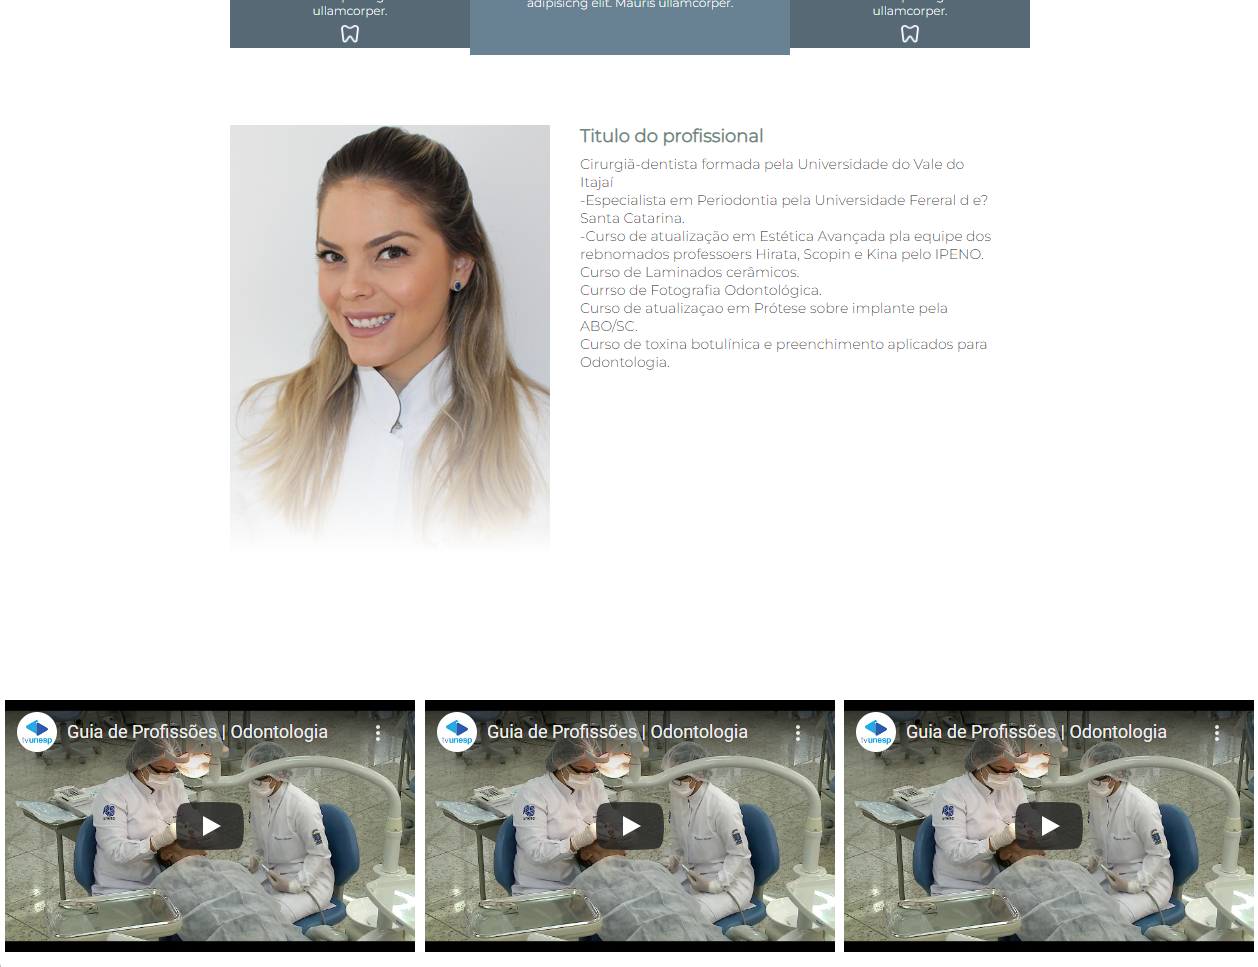 ullamcorper.
adipisicng elit. Mauris ullamcorper.
ullamcorper.
Titulo do profissional
Cirurgiã-dentista formada pela Universidade do Vale do
Itajaí
-Especialista em Periodontia pela Universidade Fereral d e?
Santa Catarina.
-Curso de atualização em Estética Avançada pla equipe dos
rebnomados professoers Hirata, Scopin e Kina pelo IPENO.
Curso de Laminados cerâmicos.
Currso de Fotografia Odontológica.
Curso de atualizaçao em Prótese sobre implante pela
ABO/SC.
Curso de toxina botulínica e preenchimento aplicados para
Odontologia.
tvunesp Guia de Profissões | Odontologia
tvunesp Guia de Profissões | Odontologia
tvunesp Guia de Profissões | Odontologia